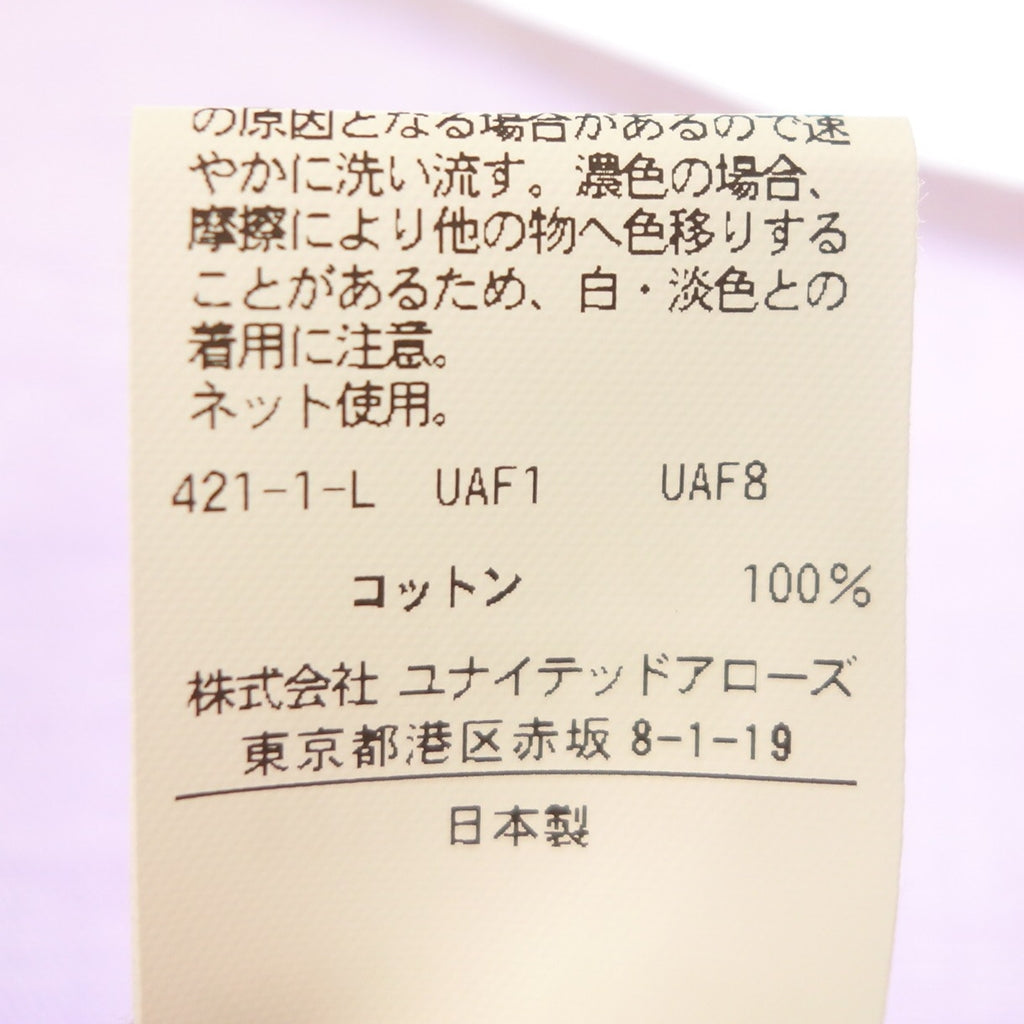 の原因となる場合があるので速
やかに洗い流す。濃色の場合、
摩擦により他の物へ色移りする
ことがあるため、白・淡色との
着用に注意。
ネット使用。
421-1-L UAF1 UAF8
コットン 100%
株式会社 ユナイテッドアローズ
東京都港区赤坂 8-1-19
日本製